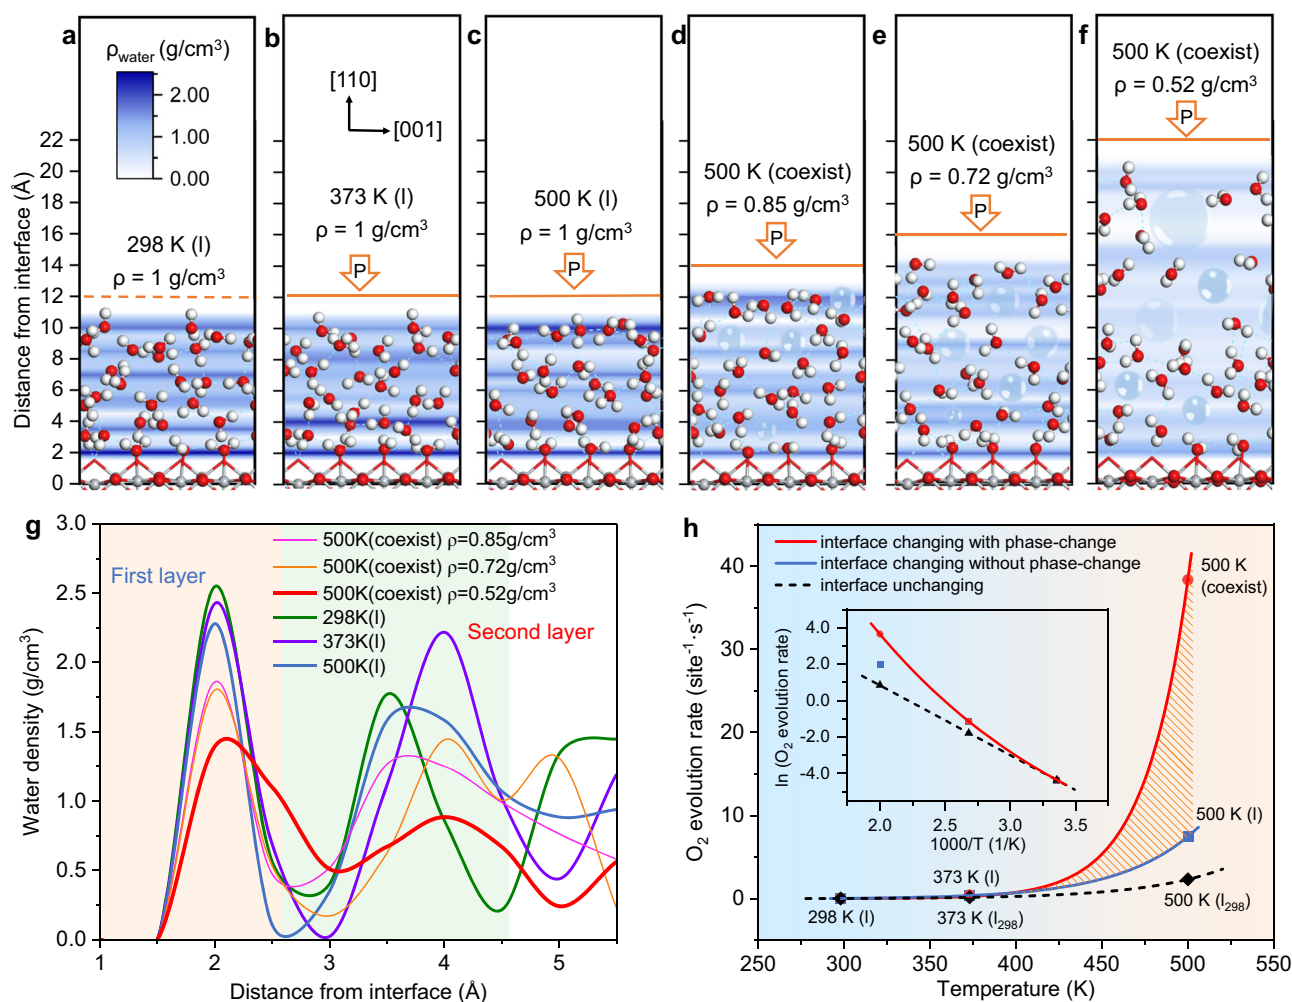 a
ρwater (g/cm³)
2.00
1.00
0.00
298 K (l)
ρ = 1 g/cm³
b
[110]
[001]
373 K (l)
ρ = 1 g/cm³
P
c
500 K (l)
ρ = 1 g/cm³
P
d
500 K (coexist)
ρ = 0.85 g/cm³
P
e
500 K (coexist)
ρ = 0.72 g/cm³
P
f
500 K (coexist)
ρ = 0.52 g/cm³
P
Distance from interface (Å)
22
20
18
16
14
12
10
8
6
4
2
0
g
3.0
2.5
2.0
1.5
1.0
0.5
0.0
Water density (g/cm³)
First layer
500K(coexist) ρ=0.85g/cm³
500K(coexist) ρ=0.72g/cm³
500K(coexist) ρ=0.52g/cm³
298K(l)
373K(l)
500K(l)
Second layer
1 2 3 4 5
Distance from interface (Å)
h
40
30
20
10
0
O₂ evolution rate (site⁻¹·s⁻¹)
interface changing with phase-change
interface changing without phase-change
interface unchanging
500 K
(coexist)
4.0
2.0
0.0
-2.0
-4.0
ln (O₂ evolution rate)
2.0 2.5 3.0 3.5
1000/T (1/K)
500 K (l)
373 K (l)
298 K (l)
373 K (l₂₉₈)
500 K (l₂₉₈)
250 300 350 400 450 500 550
Temperature (K)